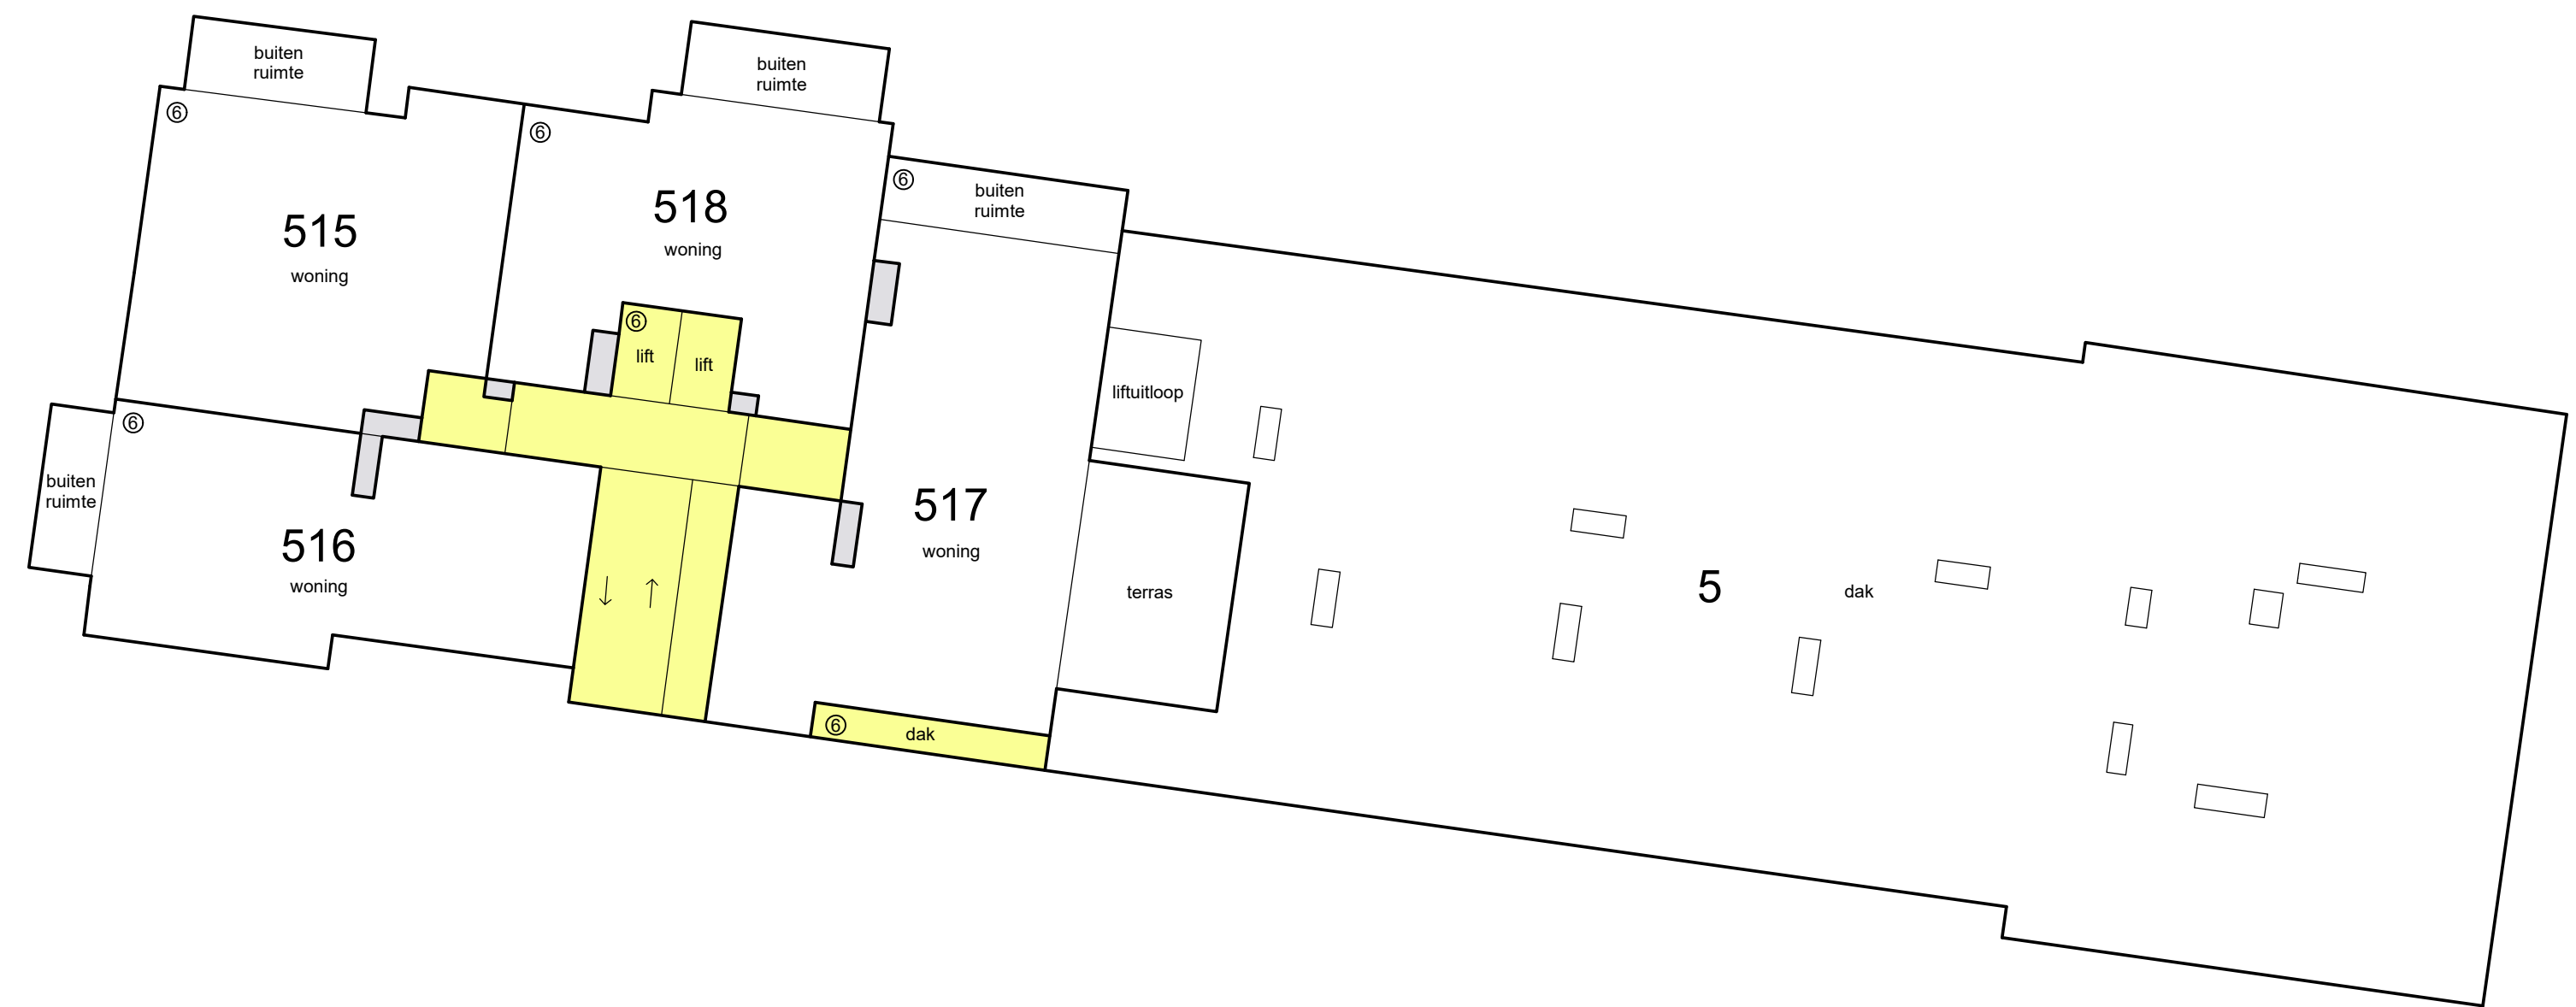 buiten
ruimte
⑥
515
woning
buiten
ruimte
⑥
518
woning
⑥
buiten
ruimte
⑥
lift
lift
liftuitloop
⑥
buiten
ruimte
516
woning
517
woning
terras
5
dak
⑥
dak